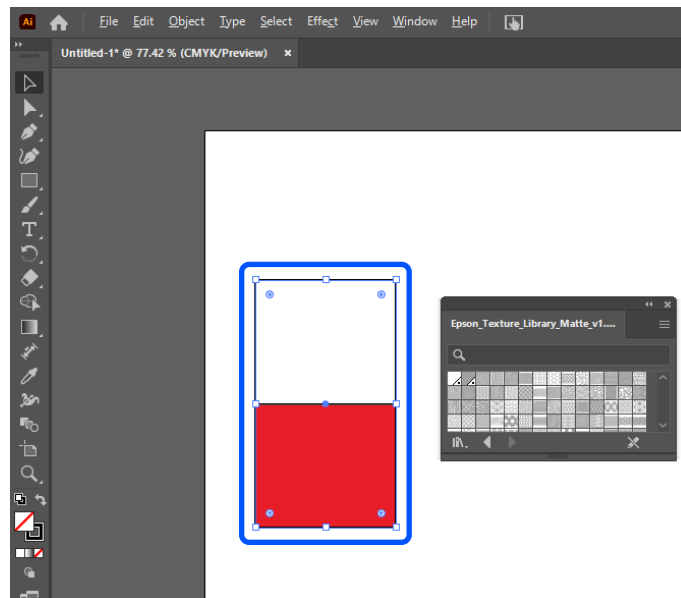 Ai File Edit Object Type Select Effect View Window Help
Untitled-1* @ 77.42 % (CMYK/Preview) ×
Epson_Texture_Library_Matte_v1....